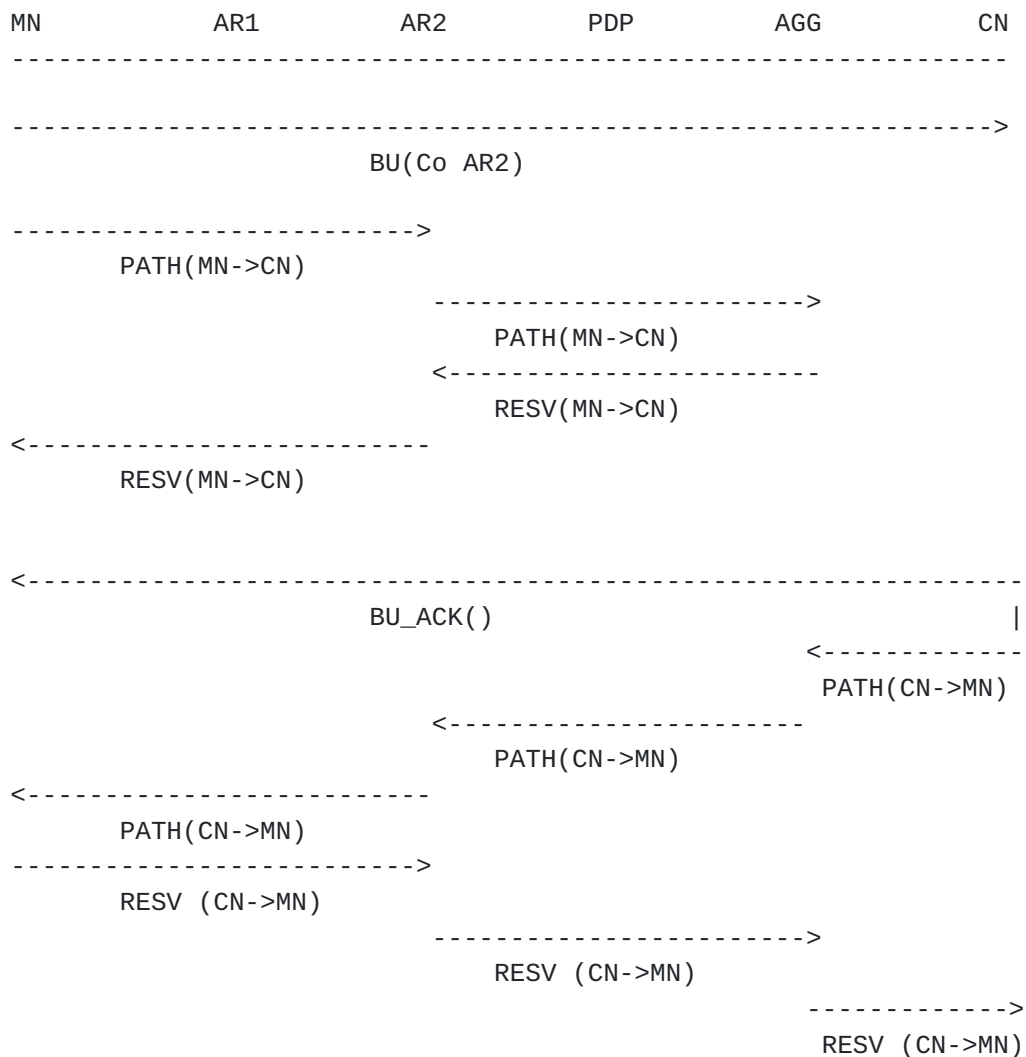 MN AR1 AR2 PDP AGG CN
-----------------------------------------------------------------
---------------------------------------------------------------->
BU(Co AR2)
-------------------------->
PATH(MN->CN)
------------------------>
PATH(MN->CN)
<------------------------
RESV(MN->CN)
<--------------------------
RESV(MN->CN)
<-----------------------------------------------------------------
BU_ACK() |
<-------------
PATH(CN->MN)
<-----------------------
PATH(CN->MN)
<--------------------------
PATH(CN->MN)
-------------------------->
RESV (CN->MN)
------------------------>
RESV (CN->MN)
------------->
RESV (CN->MN)